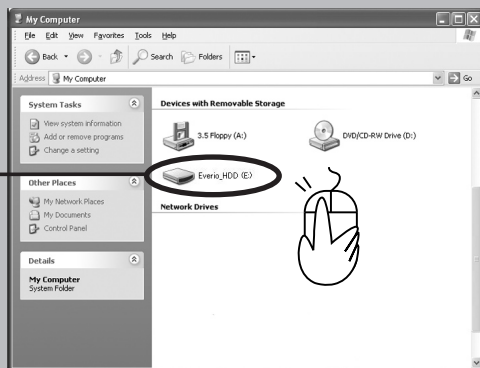 My Computer
File Edit View Favorites Tools Help
Back Search Folders
Address My Computer Go
System Tasks
View system information
Add or remove programs
Change a setting
Other Places
My Network Places
My Documents
Control Panel
Details
My Computer
System Folder
Devices with Removable Storage
3.5 Floppy (A:)
DVD/CD-RW Drive (D:)
Everio_HDD (E:)
Network Drives